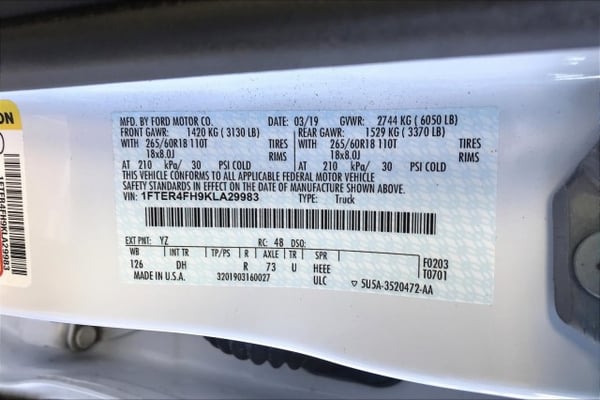 ON
1FTER4FH9KLA29983
MFD. BY FORD MOTOR CO. DATE: 03/19 GVWR: 2744 KG ( 6050 LB)
FRONT GAWR: 1420 KG ( 3130 LB) REAR GAWR: 1529 KG ( 3370 LB)
WITH 265/60R18 110T TIRES WITH 265/60R18 110T TIRES
18x8.0J RIMS 18x8.0J RIMS
AT 210 kPa/ 30 PSI COLD AT 210 kPa/ 30 PSI COLD
THIS VEHICLE CONFORMS TO ALL APPLICABLE FEDERAL MOTOR VEHICLE
SAFETY STANDARDS IN EFFECT ON THE DATE OF MANUFACTURE SHOWN ABOVE.
VIN: 1FTER4FH9KLA29983 TYPE: Truck
EXT PNT: YZ RC: 48 DSO:
WB INT TR TP/PS R AXLE TR SPR F0203
126 DH R 73 U HEEE T0701
MADE IN U.S.A. 3201903160027 ULC ▽ 5U5A-3520472-AA